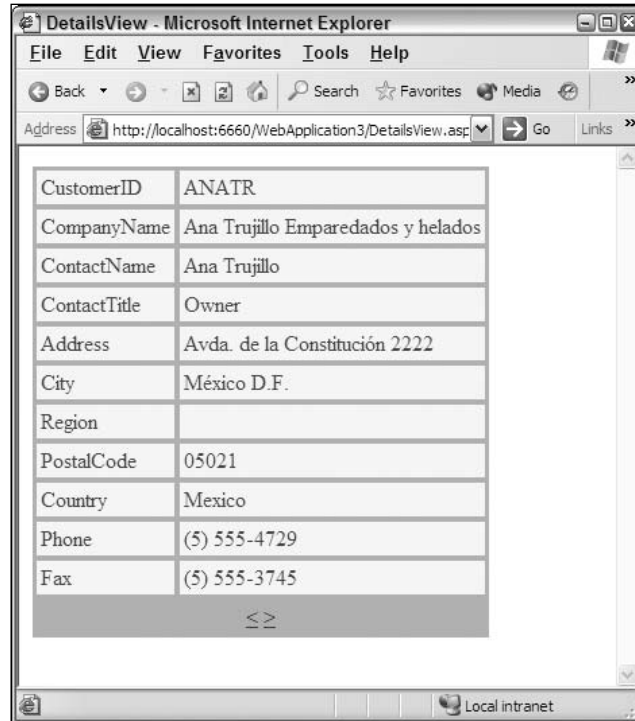 DetailsView - Microsoft Internet Explorer
File Edit View Favorites Tools Help
Back Search Favorites Media »
Address http://localhost:6660/WebApplication3/DetailsView.asp Go Links »
CustomerID ANATR
CompanyName Ana Trujillo Emparedados y helados
ContactName Ana Trujillo
ContactTitle Owner
Address Avda. de la Constitución 2222
City México D.F.
Region
PostalCode 05021
Country Mexico
Phone (5) 555-4729
Fax (5) 555-3745
< >
Local intranet